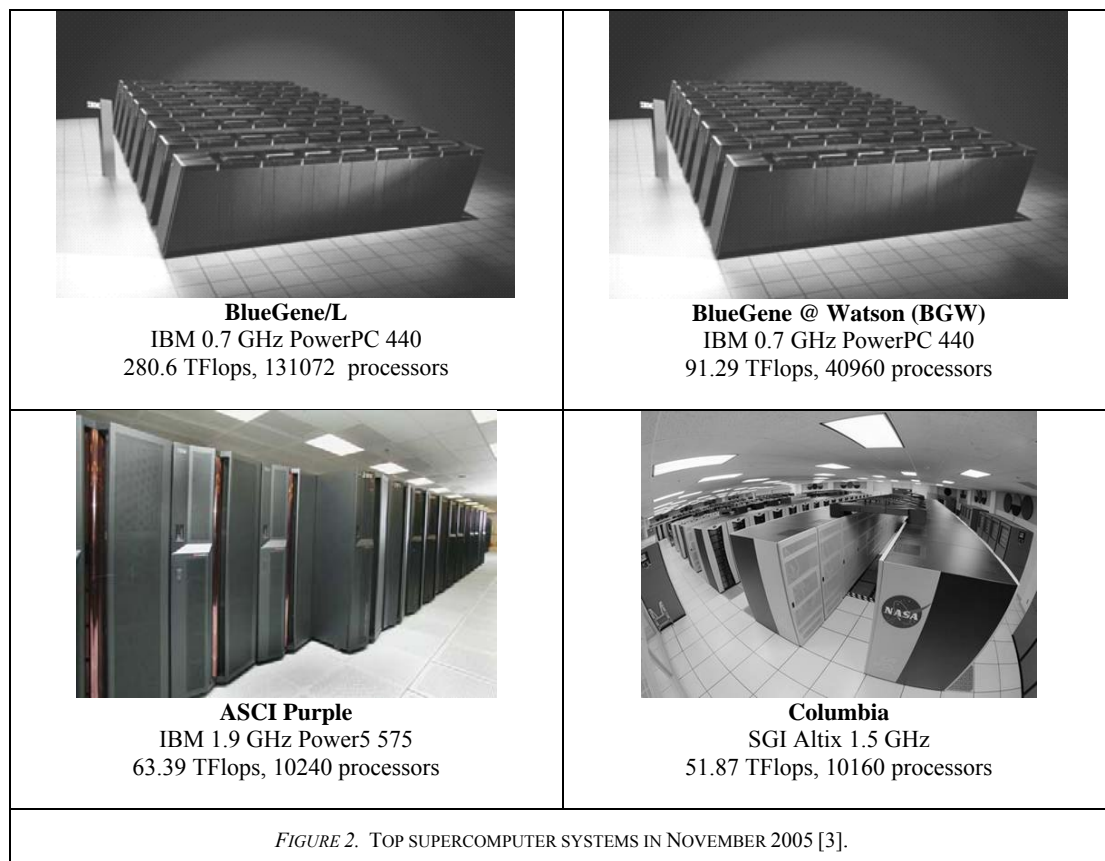 BlueGene/L
IBM 0.7 GHz PowerPC 440
280.6 TFlops, 131072 processors
BlueGene @ Watson (BGW)
IBM 0.7 GHz PowerPC 440
91.29 TFlops, 40960 processors
ASCI Purple
IBM 1.9 GHz Power5 575
63.39 TFlops, 10240 processors
NASA
Columbia
SGI Altix 1.5 GHz
51.87 TFlops, 10160 processors
FIGURE 2. TOP SUPERCOMPUTER SYSTEMS IN NOVEMBER 2005 [3].